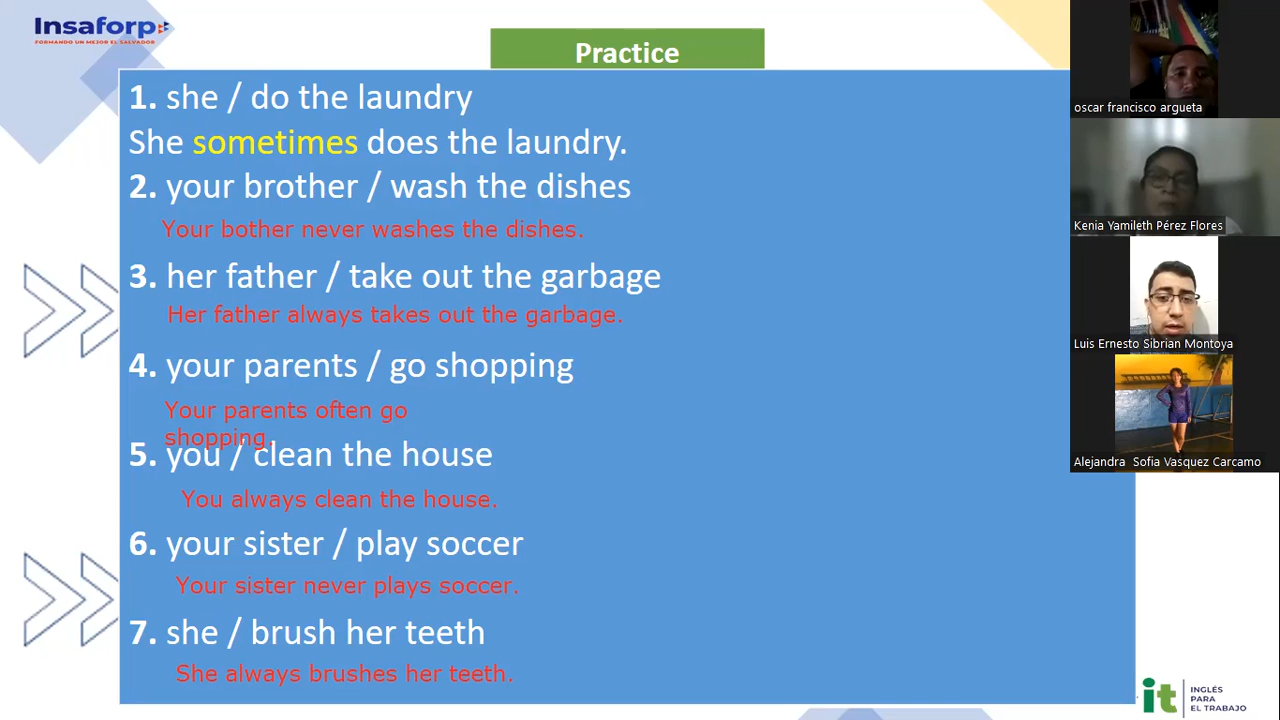 Insaforp
FORMANDO UN MEJOR EL SALVADOR
Practice
1. she / do the laundry
She sometimes does the laundry.
2. your brother / wash the dishes
Your bother never washes the dishes.
3. her father / take out the garbage
Her father always takes out the garbage.
4. your parents / go shopping
Your parents often go
shopping.
5. you / clean the house
You always clean the house.
6. your sister / play soccer
Your sister never plays soccer.
7. she / brush her teeth
She always brushes her teeth.
oscar francisco argueta
Kenia Yamileth Pérez Flores
Luis Ernesto Sibrian Montoya
Alejandra Sofia Vasquez Carcamo
it
INGLÉS
PARA
EL TRABAJO